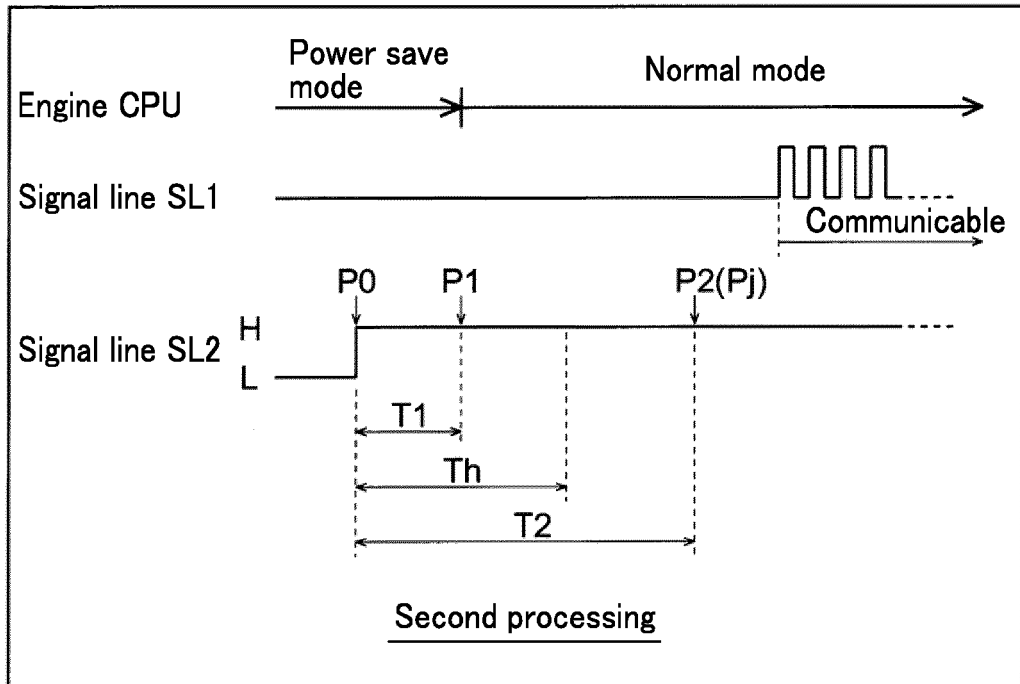 Power save
mode
Normal mode
Engine CPU
Signal line SL1
Communicable
P0 P1 P2(Pj)
H
Signal line SL2
L
T1
Th
T2
Second processing